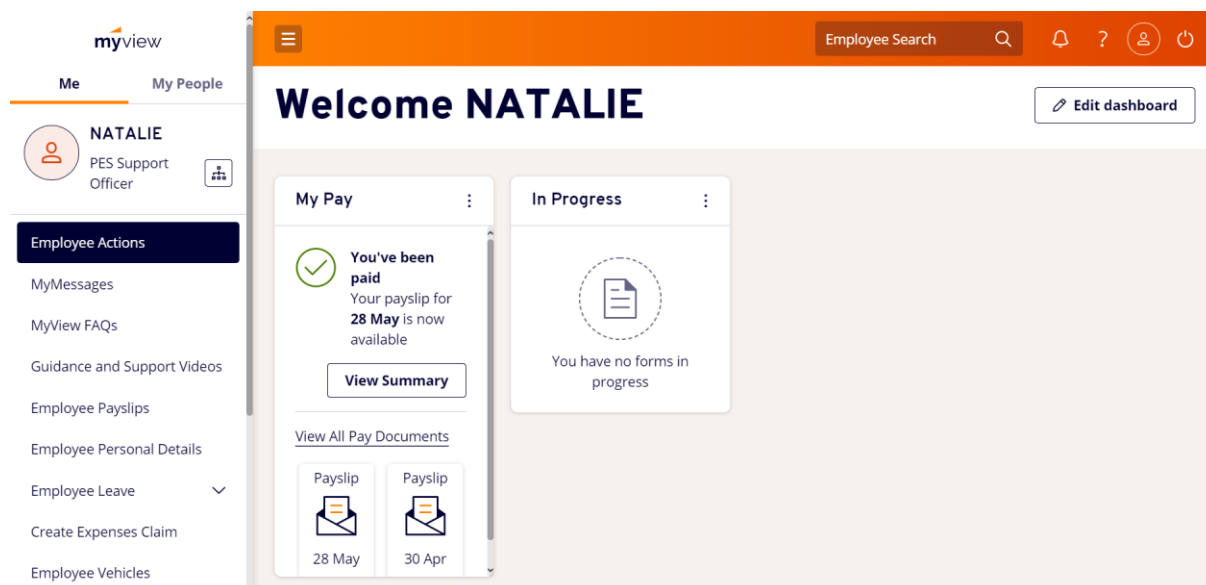 myview
Me
My People
NATALIE
PES Support
Officer
Employee Actions
MyMessages
MyView FAQs
Guidance and Support Videos
Employee Payslips
Employee Personal Details
Employee Leave
Create Expenses Claim
Employee Vehicles
Employee Search
?
Welcome NATALIE
Edit dashboard
My Pay
You've been
paid
Your payslip for
28 May is now
available
View Summary
View All Pay Documents
Payslip
28 May
Payslip
30 Apr
In Progress
You have no forms in
progress